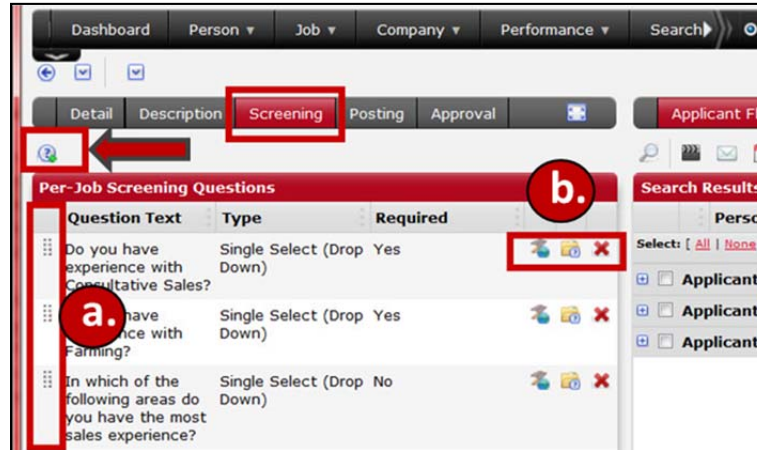 Dashboard Person Job Company Performance Search
Detail Description Screening Posting Approval
Applicant
Per-Job Screening Questions
Search Results
b.
Question Text Type Required
Select: [ All | None
Do you have Single Select (Drop Yes
experience with Down)
Consultative Sales?
Applicant
a.
have Single Select (Drop Yes
with Down)
Farming?
Applicant
Applicant
In which of the Single Select (Drop No
following areas do Down)
you have the most
sales experience?